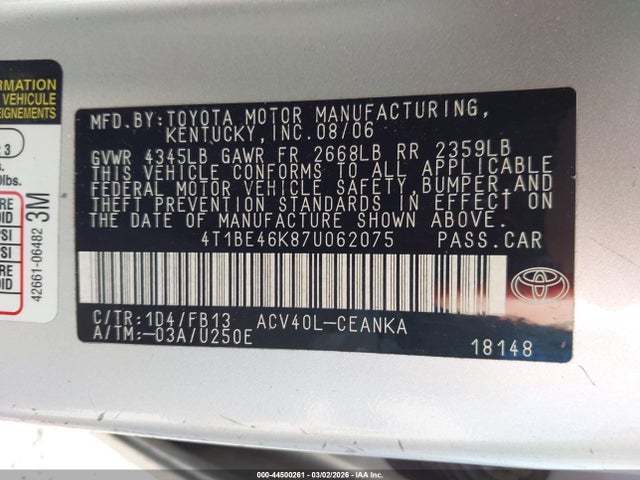 MFD.BY:TOYOTA MOTOR MANUFACTURING,
KENTUCKY,INC.08/06
GVWR 4345LB GAWR FR 2668LB RR 2359LB
THIS VEHICLE CONFORMS TO ALL APPLICABLE
FEDERAL MOTOR VEHICLE SAFETY,BUMPER,AND
THEFT PREVENTION STANDARDS IN EFFECT ON
THE DATE OF MANUFACTURE SHOWN ABOVE.
4T1BE46K87U062075 PASS.CAR
C/TR:1D4/FB13 ACV40L-CEANKA
A/TM:-03A/U250E
18148
TOYOTA
VEHICULE
42661-06482 3M
000-44500261 | 03/02/2026 | IAA Inc.